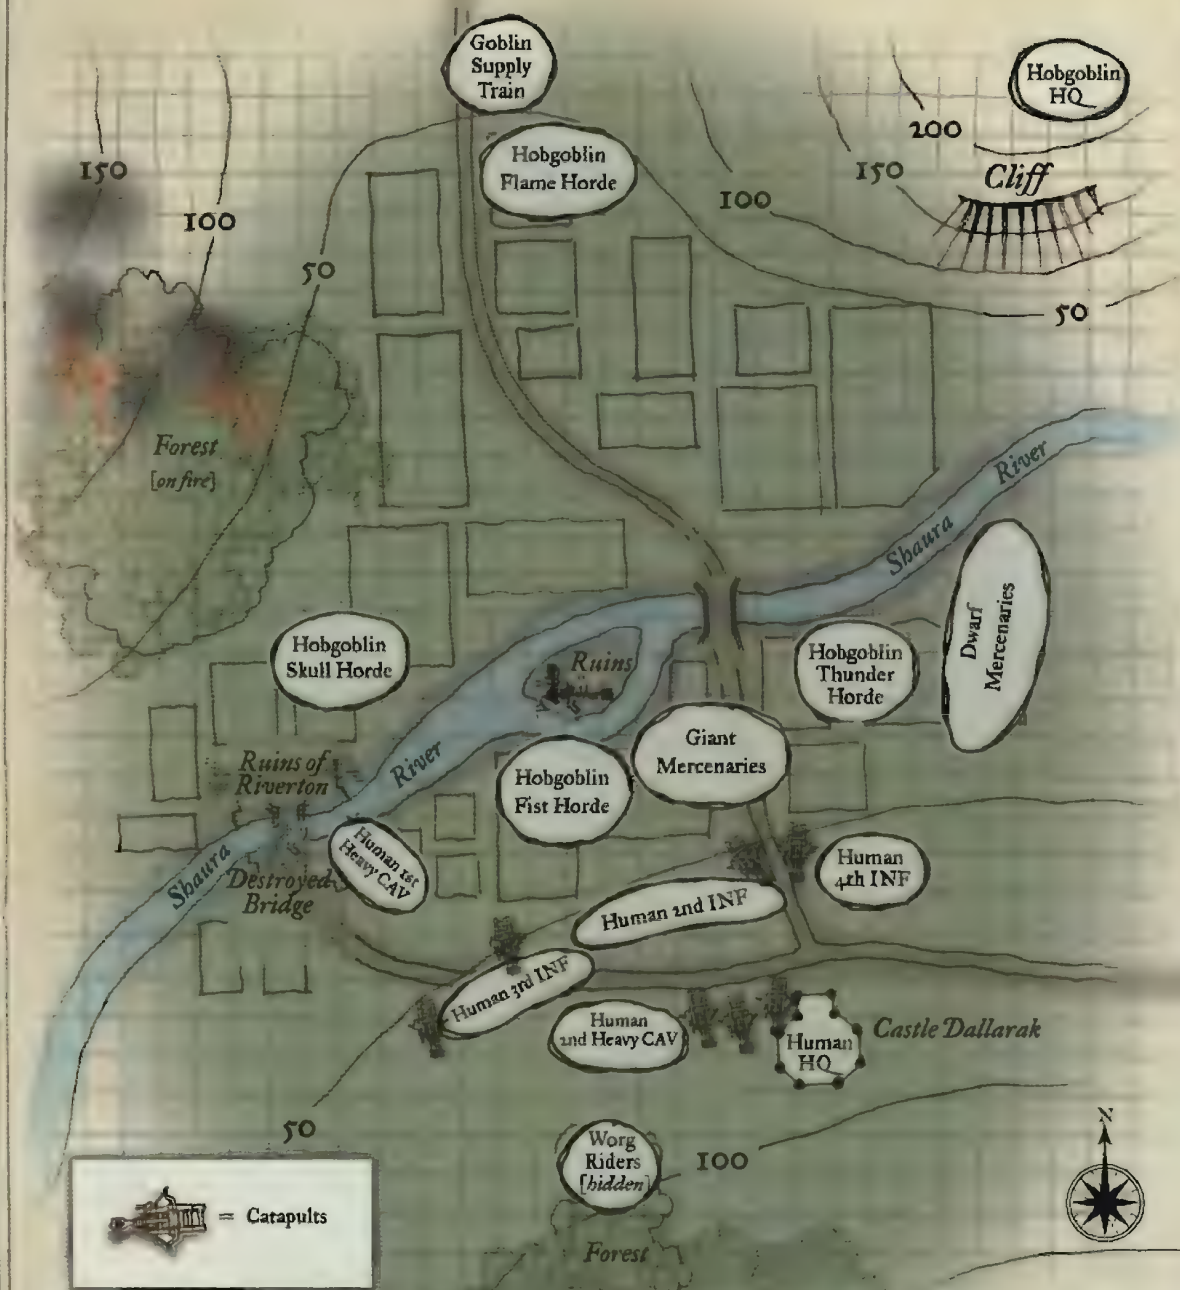 Goblin
Supply
Train
Hobgoblin
HQ
Hobgoblin
Flame Horde
200
150
150
Cliff
100
100
50
50
Forest
[on fire]
River
Shaura
Dwarf
Mercenaries
Hobgoblin
Skull Horde
Ruins
Hobgoblin
Thunder
Horde
Giant
Mercenaries
River
Ruins of
Riverton
Hobgoblin
Fist Horde
Human 1st
Heavy CAV
Shaura
Destroyed
Bridge
Human
4th INF
Human 2nd INF
Human 3rd INF
Human
2nd Heavy CAV
Human
HQ
Castle Dallarak
50
Worg
Riders
[hidden]
100
N
= Catapults
Forest